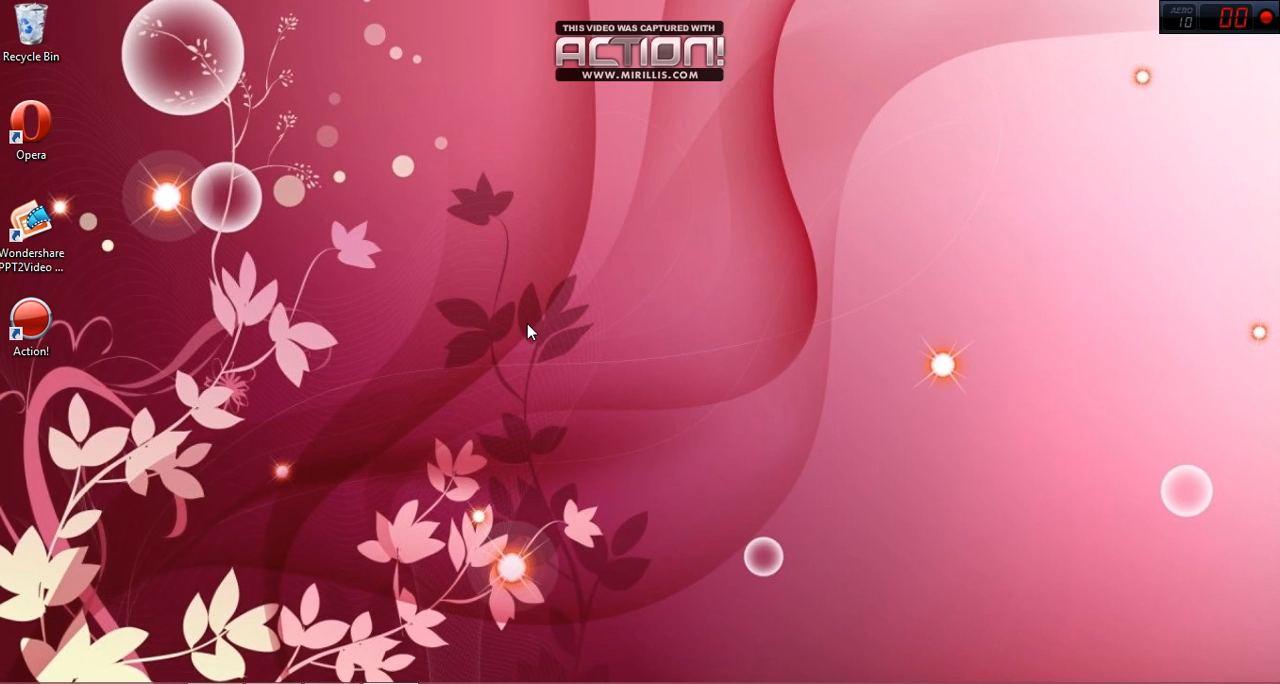 Recycle Bin
Opera
Wondershare
PPT2Video ...
Action!
THIS VIDEO WAS CAPTURED WITH
ACTION!
WWW.MIRILLIS.COM
AERO
10
00